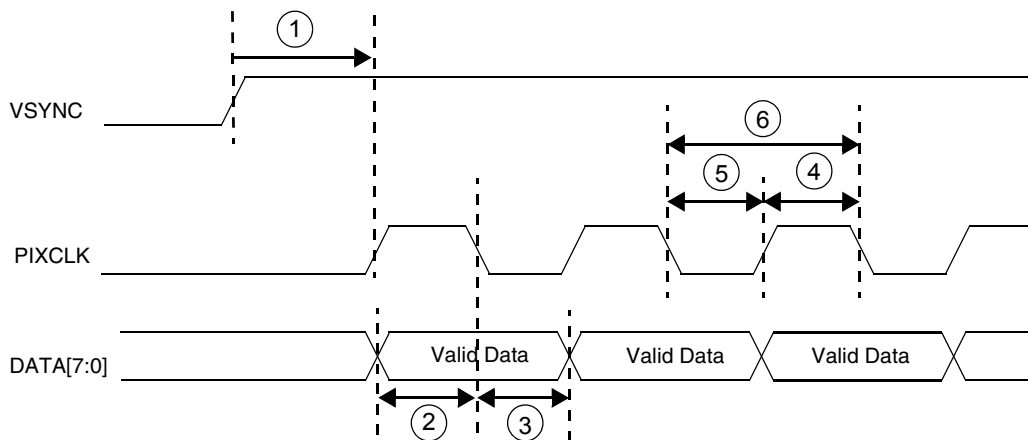 1
VSYNC
6
5 4
PIXCLK
DATA[7:0] Valid Data Valid Data Valid Data
2 3